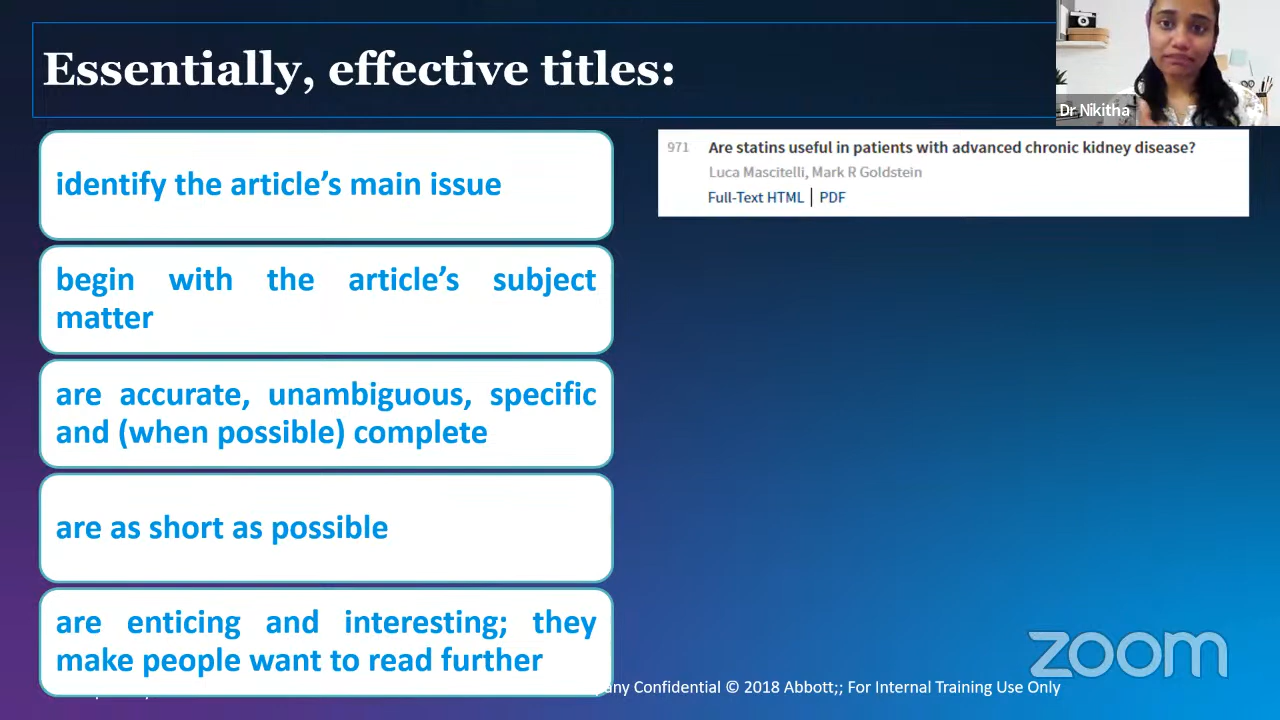 Essentially, effective titles:
Dr Nikitha
identify the article’s main issue
begin with the article’s subject
matter
are accurate, unambiguous, specific
and (when possible) complete
are as short as possible
are enticing and interesting; they
make people want to read further
971 Are statins useful in patients with advanced chronic kidney disease?
Luca Mascitelli, Mark R Goldstein
Full-Text HTML | PDF
zoom
Confidential © 2018 Abbott;; For Internal Training Use Only